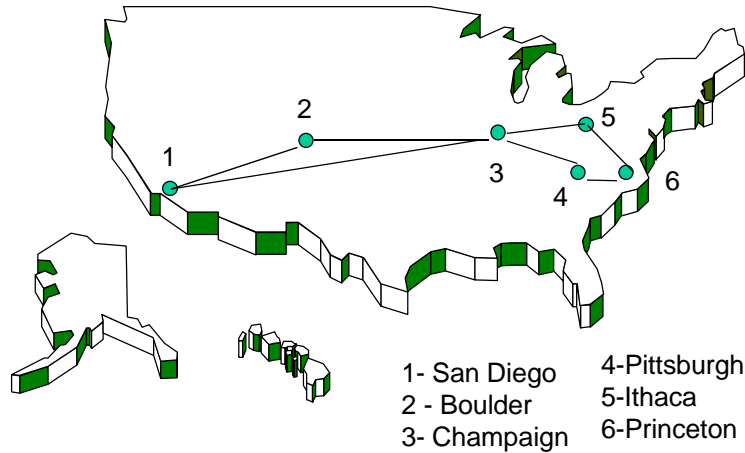 5
2
1
3
4
6
1- San Diego
2 - Boulder
3- Champaign
4-Pittsburgh
5-Ithaca
6-Princeton